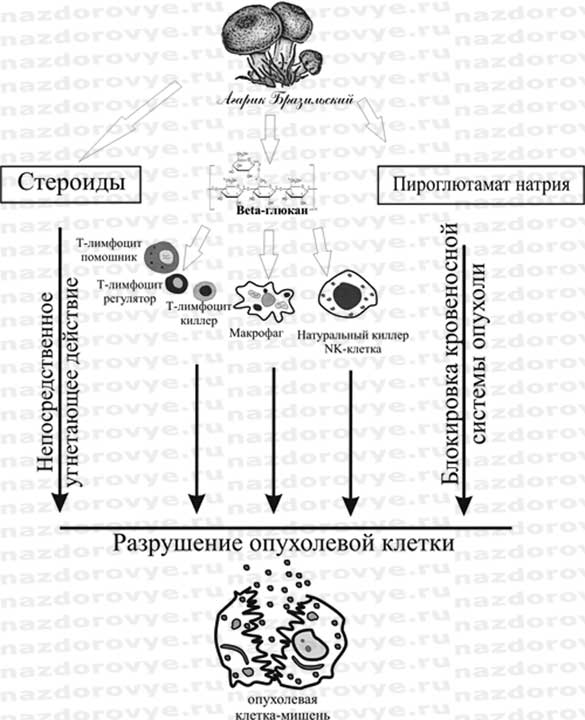 nazdorovye.ru
Агарик Бразильский
Стероиды
Beta-глюкан
Пироглютамат натрия
Т-лимфоцит
помошник
Т-лимфоцит
регулятор
Т-лимфоцит
киллер
Макрофаг
Натуральный киллер
NK-клетка
Непосредственное
угнетающее действие
Блокировка кровеносной
системы опухоли
Разрушение опухолевой клетки
опухолевая
клетка-мишень